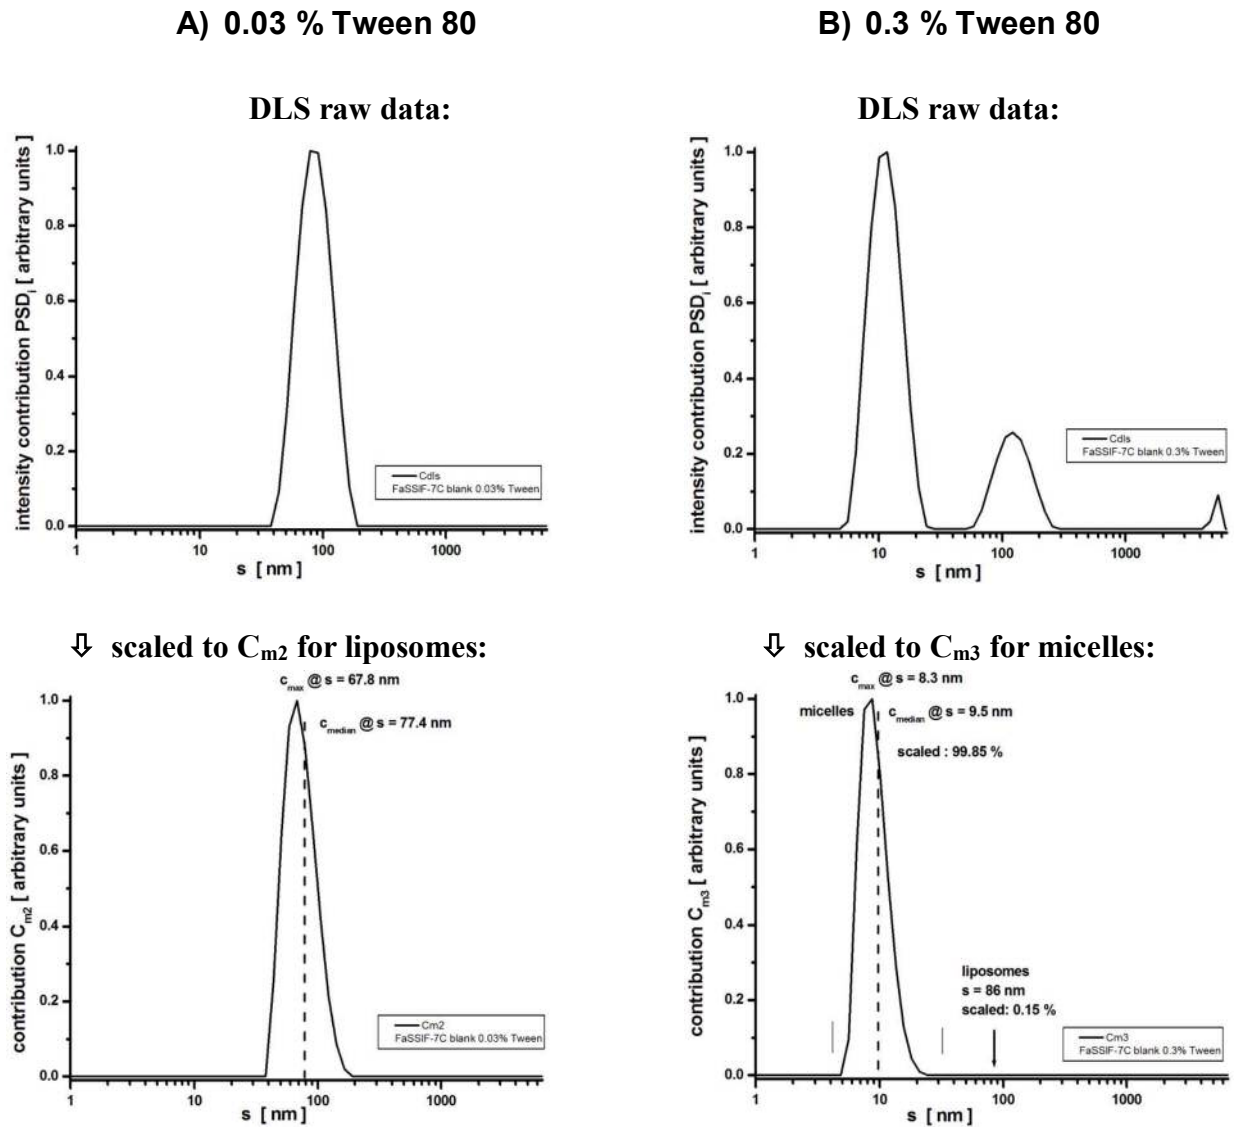 A) 0.03 % Tween 80
DLS raw data:
intensity contribution PSDi [ arbitrary units ]
1.0
0.8
0.6
0.4
0.2
0.0
Cdls
FaSSIF-7C blank 0.03% Tween
1 10 100 1000
s [ nm ]
⇩ scaled to Cm2 for liposomes:
cmax @ s = 67.8 nm
cmedian @ s = 77.4 nm
contribution Cm2 [ arbitrary units ]
1.0
0.8
0.6
0.4
0.2
0.0
Cm2
FaSSIF-7C blank 0.03% Tween
1 10 100 1000
s [ nm ]
B) 0.3 % Tween 80
DLS raw data:
intensity contribution PSDi [ arbitrary units ]
1.0
0.8
0.6
0.4
0.2
0.0
Cdls
FaSSIF-7C blank 0.3% Tween
1 10 100 1000
s [ nm ]
⇩ scaled to Cm3 for micelles:
cmax @ s = 8.3 nm
micelles
cmedian @ s = 9.5 nm
scaled : 99.85 %
contribution Cm3 [ arbitrary units ]
1.0
0.8
0.6
0.4
0.2
0.0
liposomes
s = 86 nm
scaled: 0.15 %
Cm3
FaSSIF-7C blank 0.3% Tween
1 10 100 1000
s [ nm ]